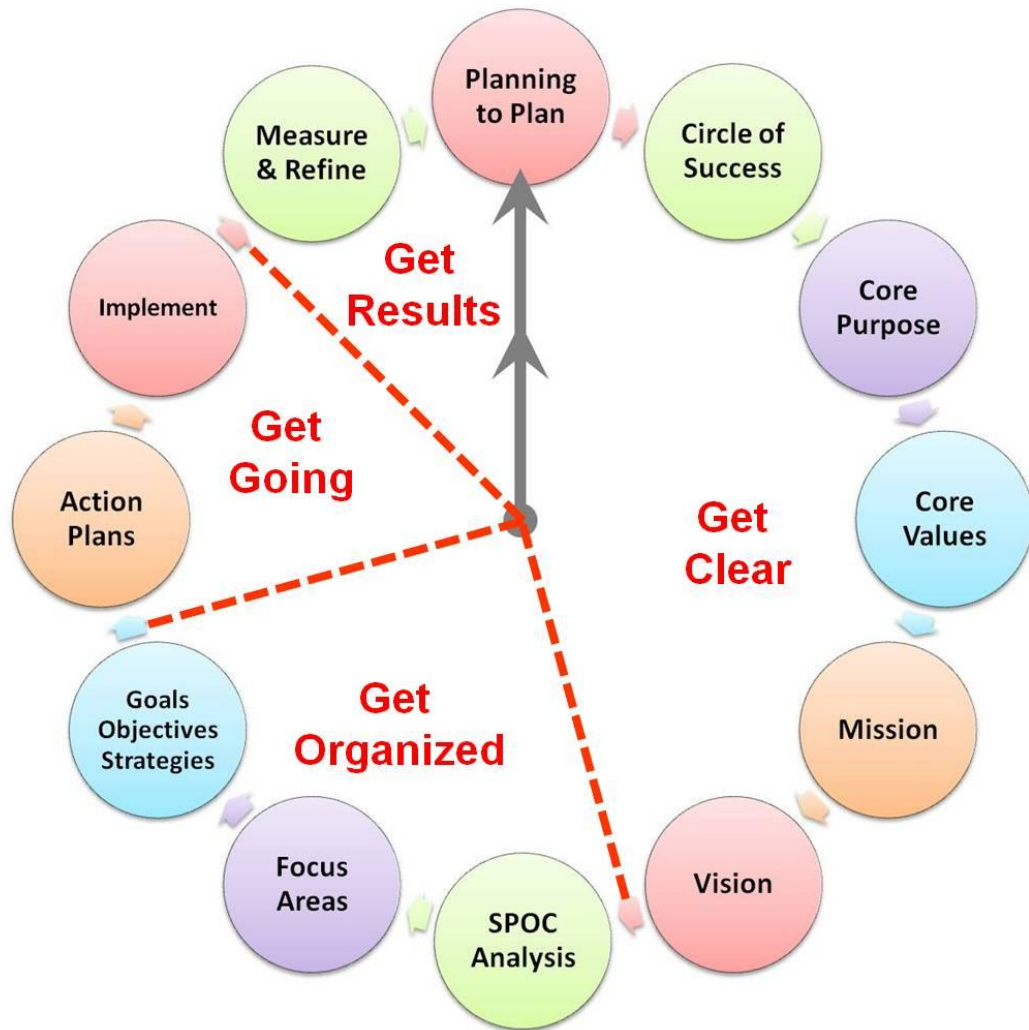 Planning
to Plan
Circle of
Success
Core
Purpose
Core
Values
Mission
Vision
SPOC
Analysis
Focus
Areas
Goals
Objectives
Strategies
Action
Plans
Implement
Measure
& Refine
Get
Clear
Get
Organized
Get
Going
Get
Results